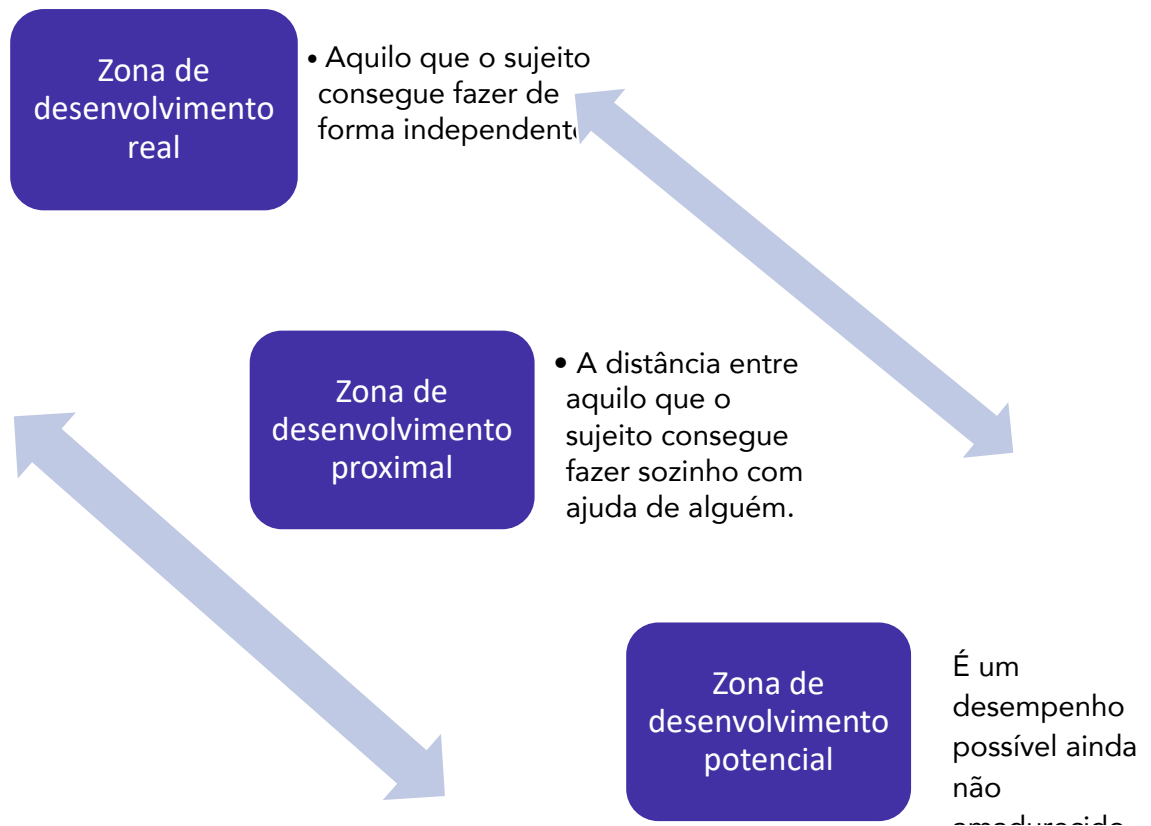 Zona de
desenvolvimento
real
• Aquilo que o sujeito
consegue fazer de
forma independente
Zona de
desenvolvimento
proximal
• A distância entre
aquilo que o
sujeito consegue
fazer sozinho com
ajuda de alguém.
Zona de
desenvolvimento
potencial
É um
desempenho
possível ainda
não
amadurecido